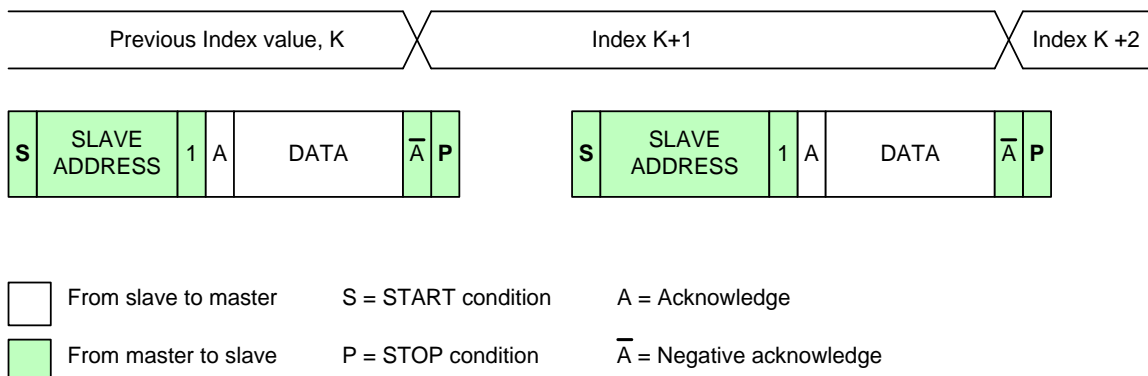 Previous Index value, K Index K+1 Index K +2
S SLAVE ADDRESS 1 A DATA A̅ P S SLAVE ADDRESS 1 A DATA A̅ P
From slave to master S = START condition A = Acknowledge
From master to slave P = STOP condition A̅ = Negative acknowledge